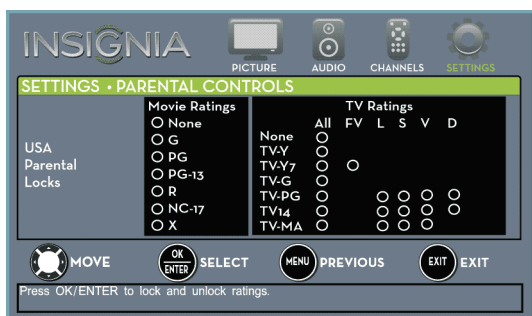 INSIGNIA
PICTURE AUDIO CHANNELS SETTINGS
SETTINGS • PARENTAL CONTROLS
USA
Parental
Locks
Movie Ratings
None
G
PG
PG-13
R
NC-17
X
TV Ratings
All FV L S V D
None
TV-Y
TV-Y7
TV-G
TV-PG
TV14
TV-MA
MOVE
OK
ENTER
SELECT
MENU
PREVIOUS
EXIT
EXIT
Press OK/ENTER to lock and unlock ratings.